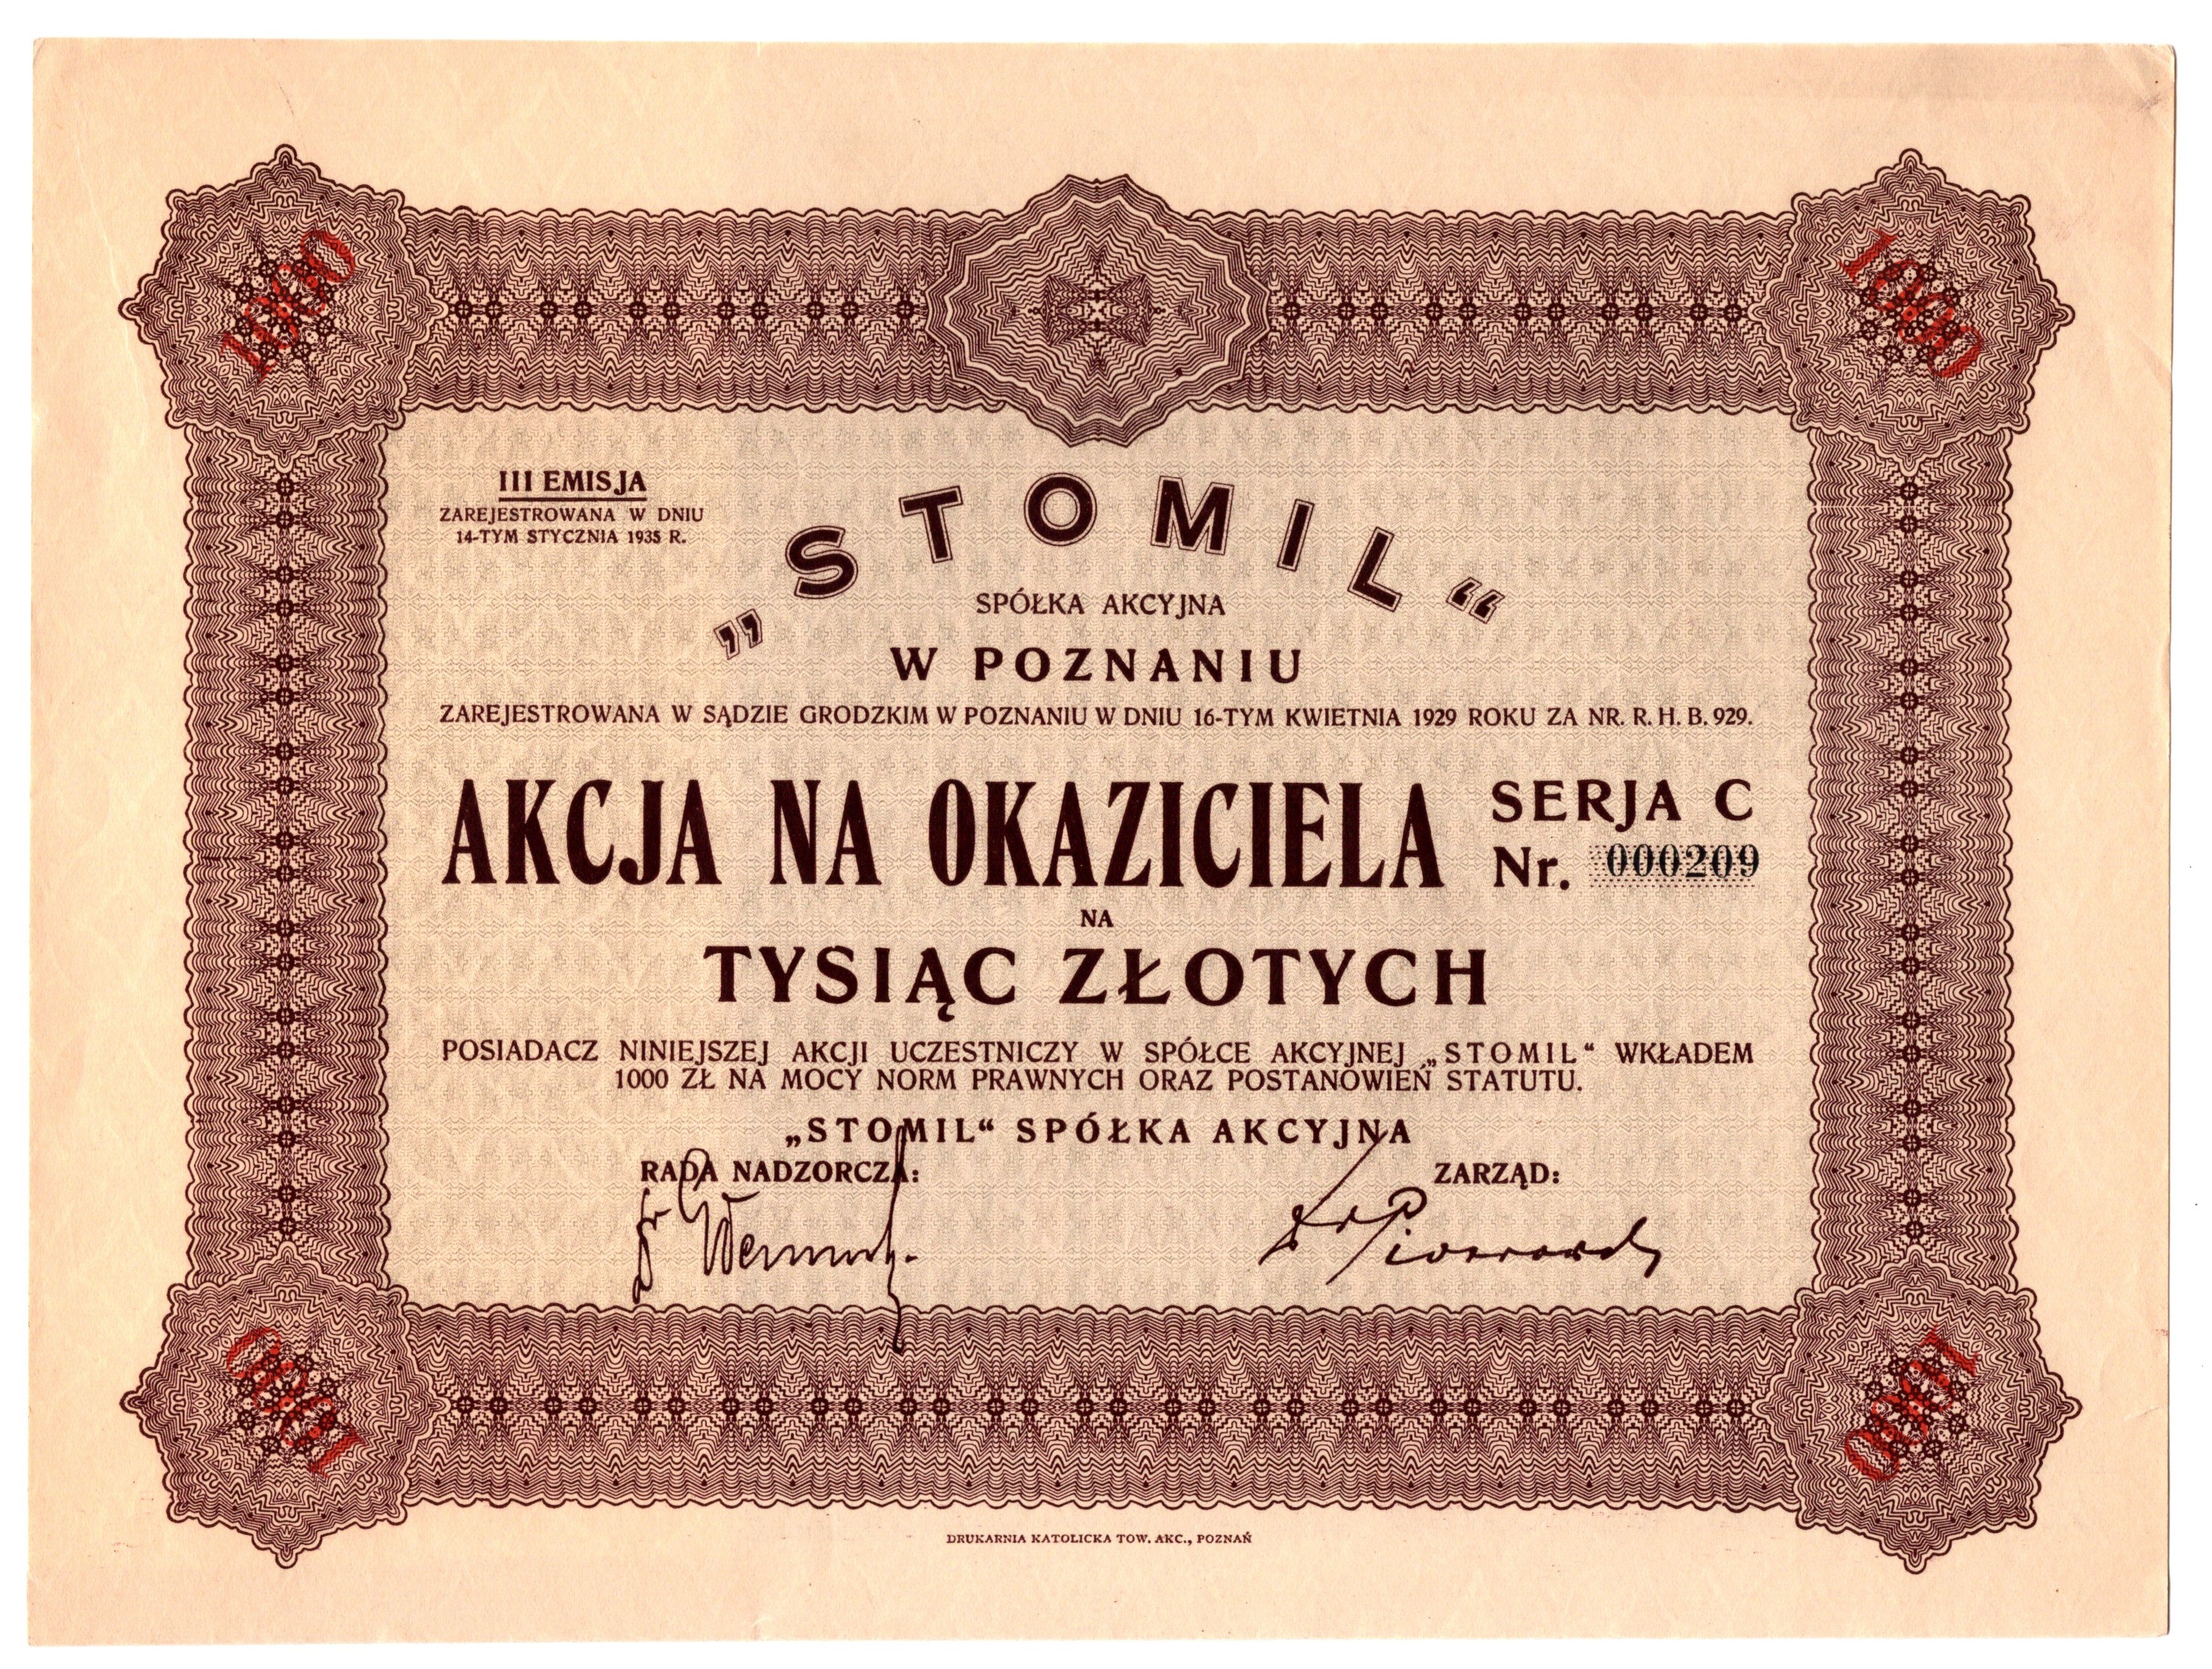 1000
1000
III EMISJA
ZAREJESTROWANA W DNIU
14-TYM STYCZNIA 1935 R.
„STOMIL“
SPÓŁKA AKCYJNA
W POZNANIU
ZAREJESTROWANA W SĄDZIE GRODZKIM W POZNANIU W DNIU 16-TYM KWIETNIA 1929 ROKU ZA NR. R. H. B. 929.
AKCJA NA OKAZICIELA
SERJA C
Nr. 000209
NA
TYSIĄC ZŁOTYCH
POSIADACZ NINIEJSZEJ AKCJI UCZESTNICZY W SPÓŁCE AKCYJNEJ „STOMIL“ WKŁADEM
1000 ZŁ NA MOCY NORM PRAWNYCH ORAZ POSTANOWIEŃ STATUTU.
„STOMIL“ SPÓŁKA AKCYJNA
RADA NADZORCZA:
ZARZĄD:
1000
1000
DRUKARNIA KATOLICKA TOW. AKC., POZNAŃ